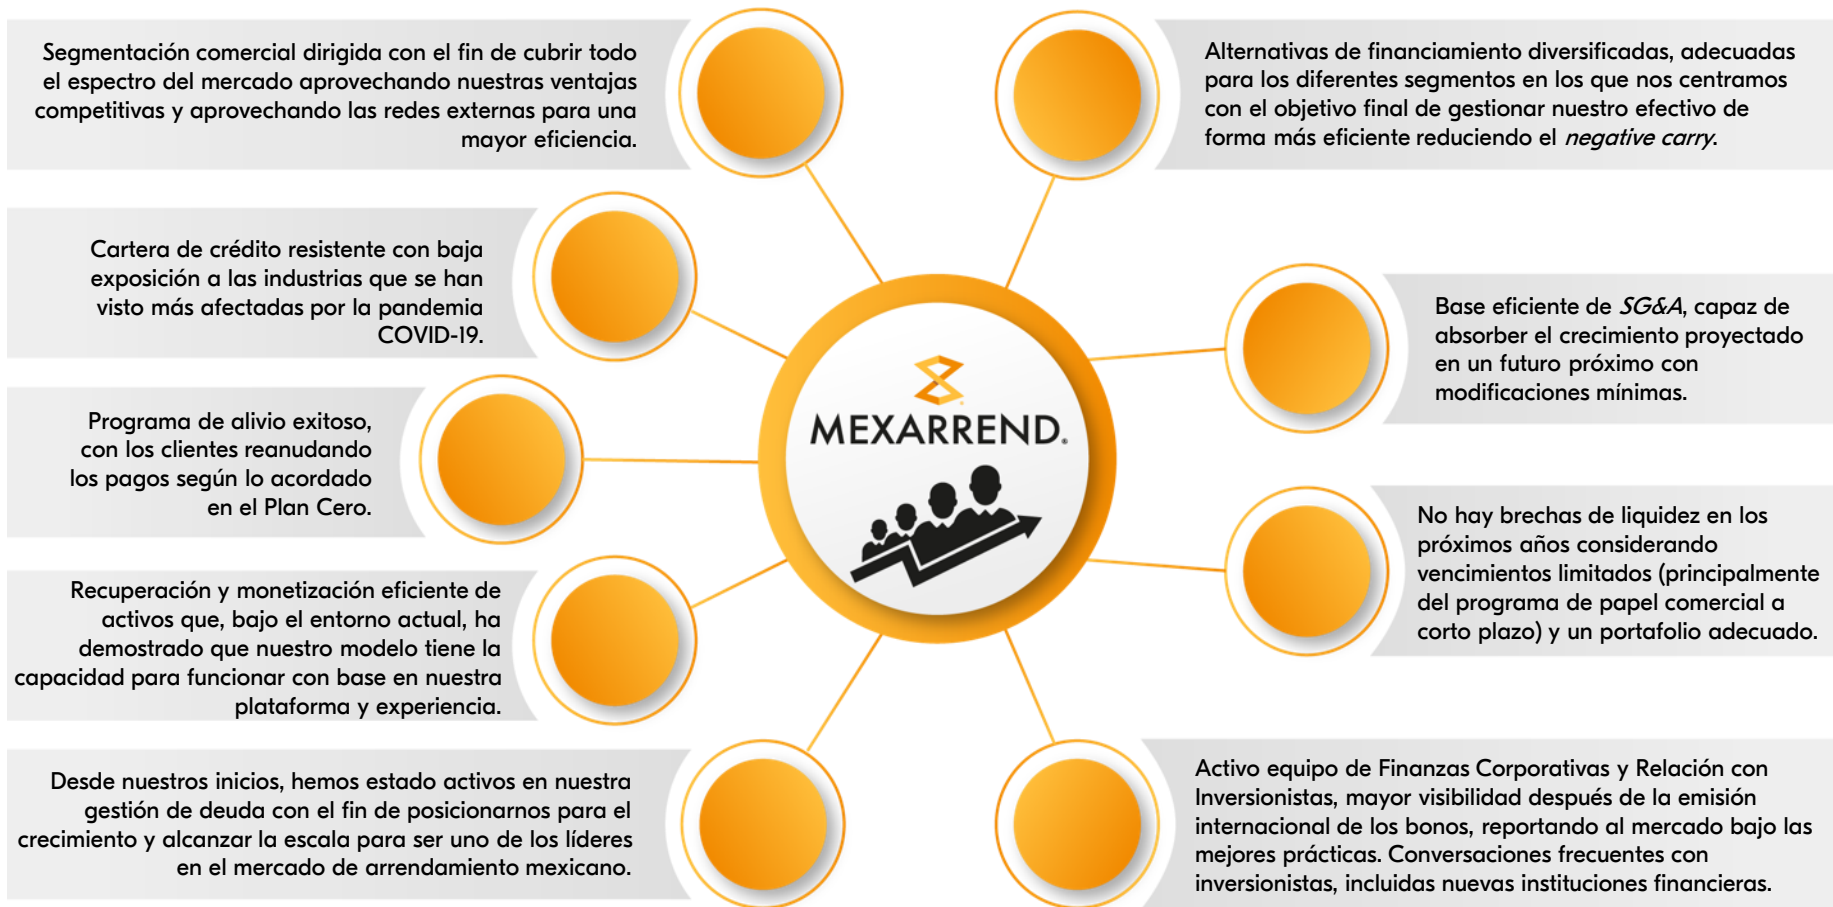 Segmentación comercial dirigida con el fin de cubrir todo
el espectro del mercado aprovechando nuestras ventajas
competitivas y aprovechando las redes externas para una
mayor eficiencia.
Cartera de crédito resistente con baja
exposición a las industrias que se han
visto más afectadas por la pandemia
COVID-19.
Programa de alivio exitoso,
con los clientes reanudando
los pagos según lo acordado
en el Plan Cero.
Recuperación y monetización eficiente de
activos que, bajo el entorno actual, ha
demostrado que nuestro modelo tiene la
capacidad para funcionar con base en nuestra
plataforma y experiencia.
Desde nuestros inicios, hemos estado activos en nuestra
gestión de deuda con el fin de posicionarnos para el
crecimiento y alcanzar la escala para ser uno de los líderes
en el mercado de arrendamiento mexicano.
MEXARREND®
Alternativas de financiamiento diversificadas, adecuadas
para los diferentes segmentos en los que nos centramos
con el objetivo final de gestionar nuestro efectivo de
forma más eficiente reduciendo el negative carry.
Base eficiente de SG&A, capaz de
absorber el crecimiento proyectado
en un futuro próximo con
modificaciones mínimas.
No hay brechas de liquidez en los
próximos años considerando
vencimientos limitados (principalmente
del programa de papel comercial a
corto plazo) y un portafolio adecuado.
Activo equipo de Finanzas Corporativas y Relación con
Inversionistas, mayor visibilidad después de la emisión
internacional de los bonos, reportando al mercado bajo las
mejores prácticas. Conversaciones frecuentes con
inversionistas, incluidas nuevas instituciones financieras.